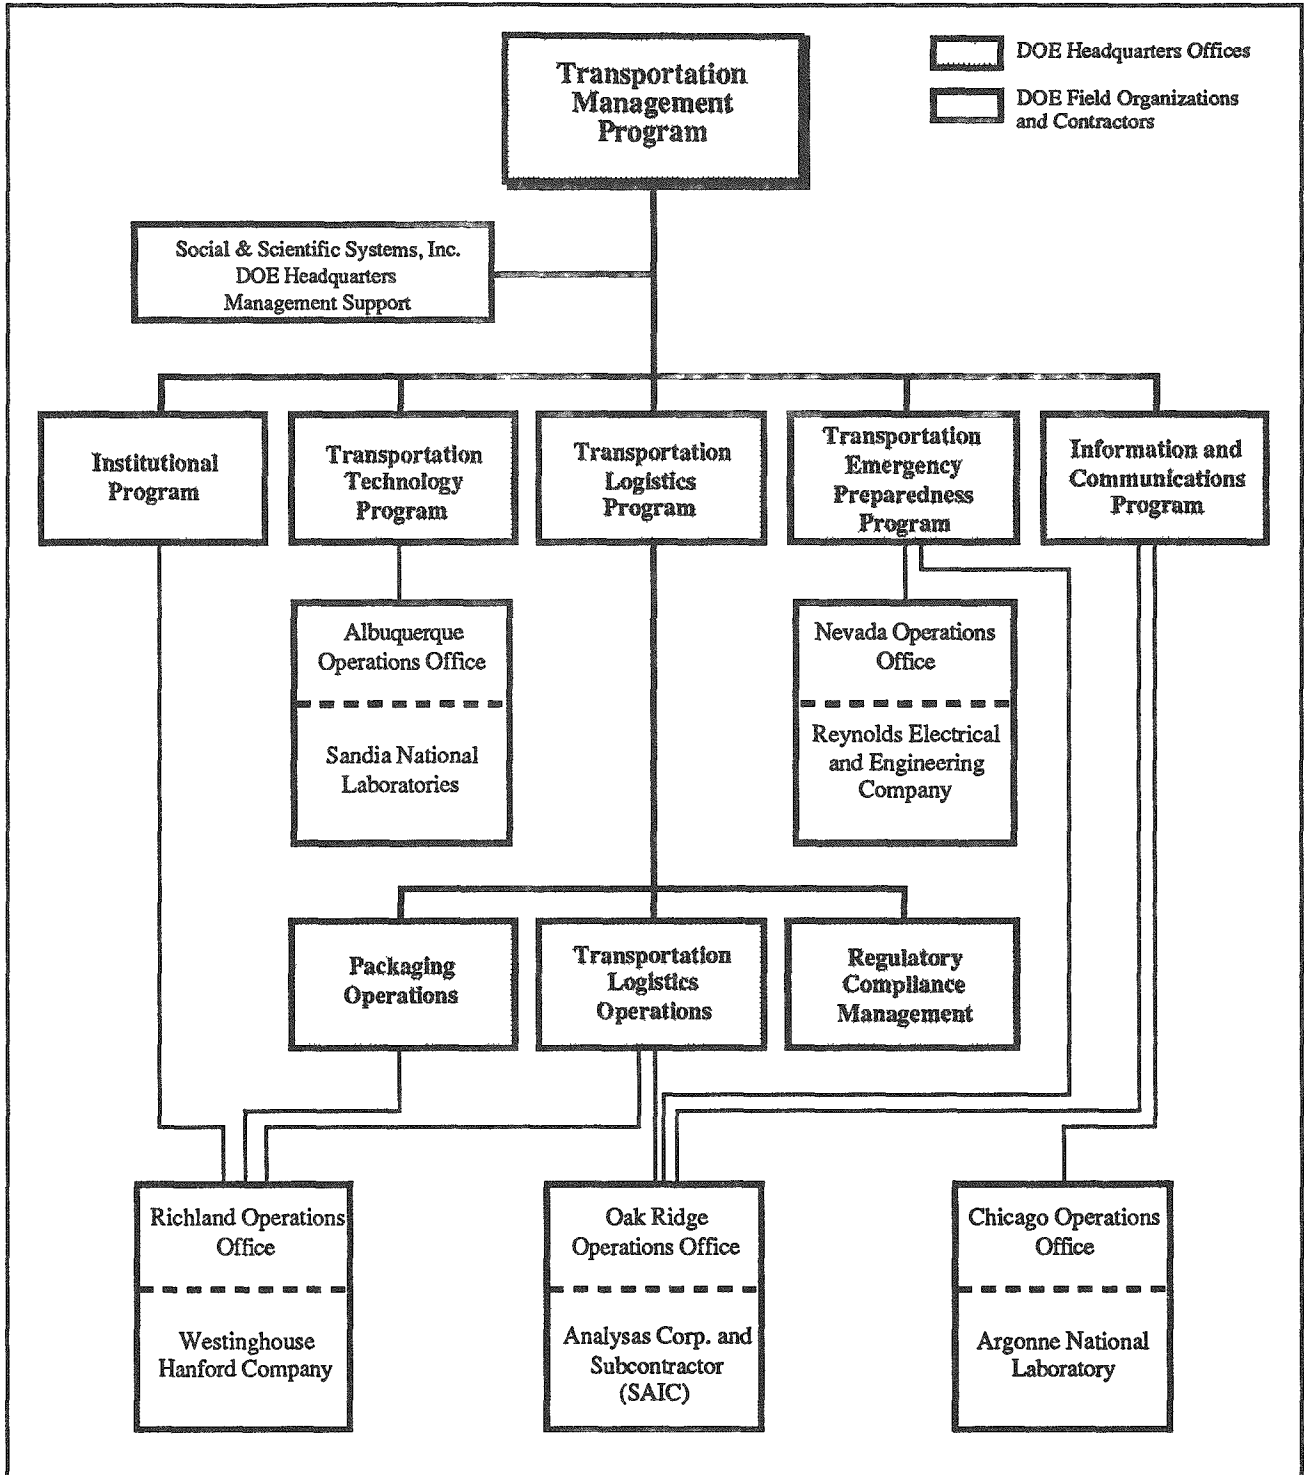 Transportation
Management
Program
DOE Headquarters Offices
DOE Field Organizations
and Contractors
Social & Scientific Systems, Inc.
DOE Headquarters
Management Support
Institutional
Program
Transportation
Technology
Program
Transportation
Logistics
Program
Transportation
Emergency
Preparedness
Program
Information and
Communications
Program
Albuquerque
Operations Office
Sandia National
Laboratories
Nevada Operations
Office
Reynolds Electrical
and Engineering
Company
Packaging
Operations
Transportation
Logistics
Operations
Regulatory
Compliance
Management
Richland Operations
Office
Westinghouse
Hanford Company
Oak Ridge
Operations Office
Analysas Corp. and
Subcontractor
(SAIC)
Chicago Operations
Office
Argonne National
Laboratory